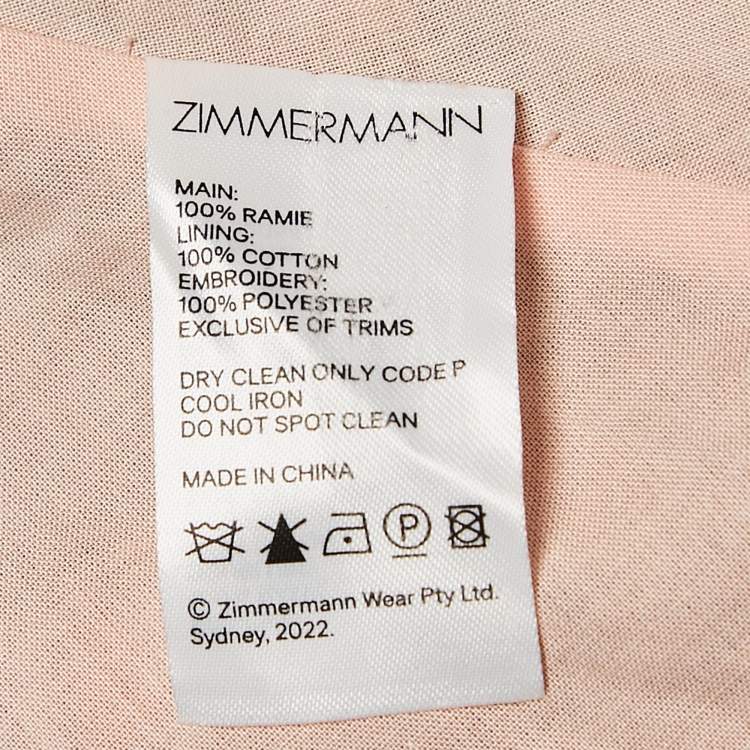 ZIMMERMANN
MAIN:
100% RAMIE
LINING:
100% COTTON
EMBROIDERY:
100% POLYESTER
EXCLUSIVE OF TRIMS
DRY CLEAN ONLY CODE P
COOL IRON
DO NOT SPOT CLEAN
MADE IN CHINA
P
© Zimmermann Wear Pty Ltd.
Sydney, 2022.